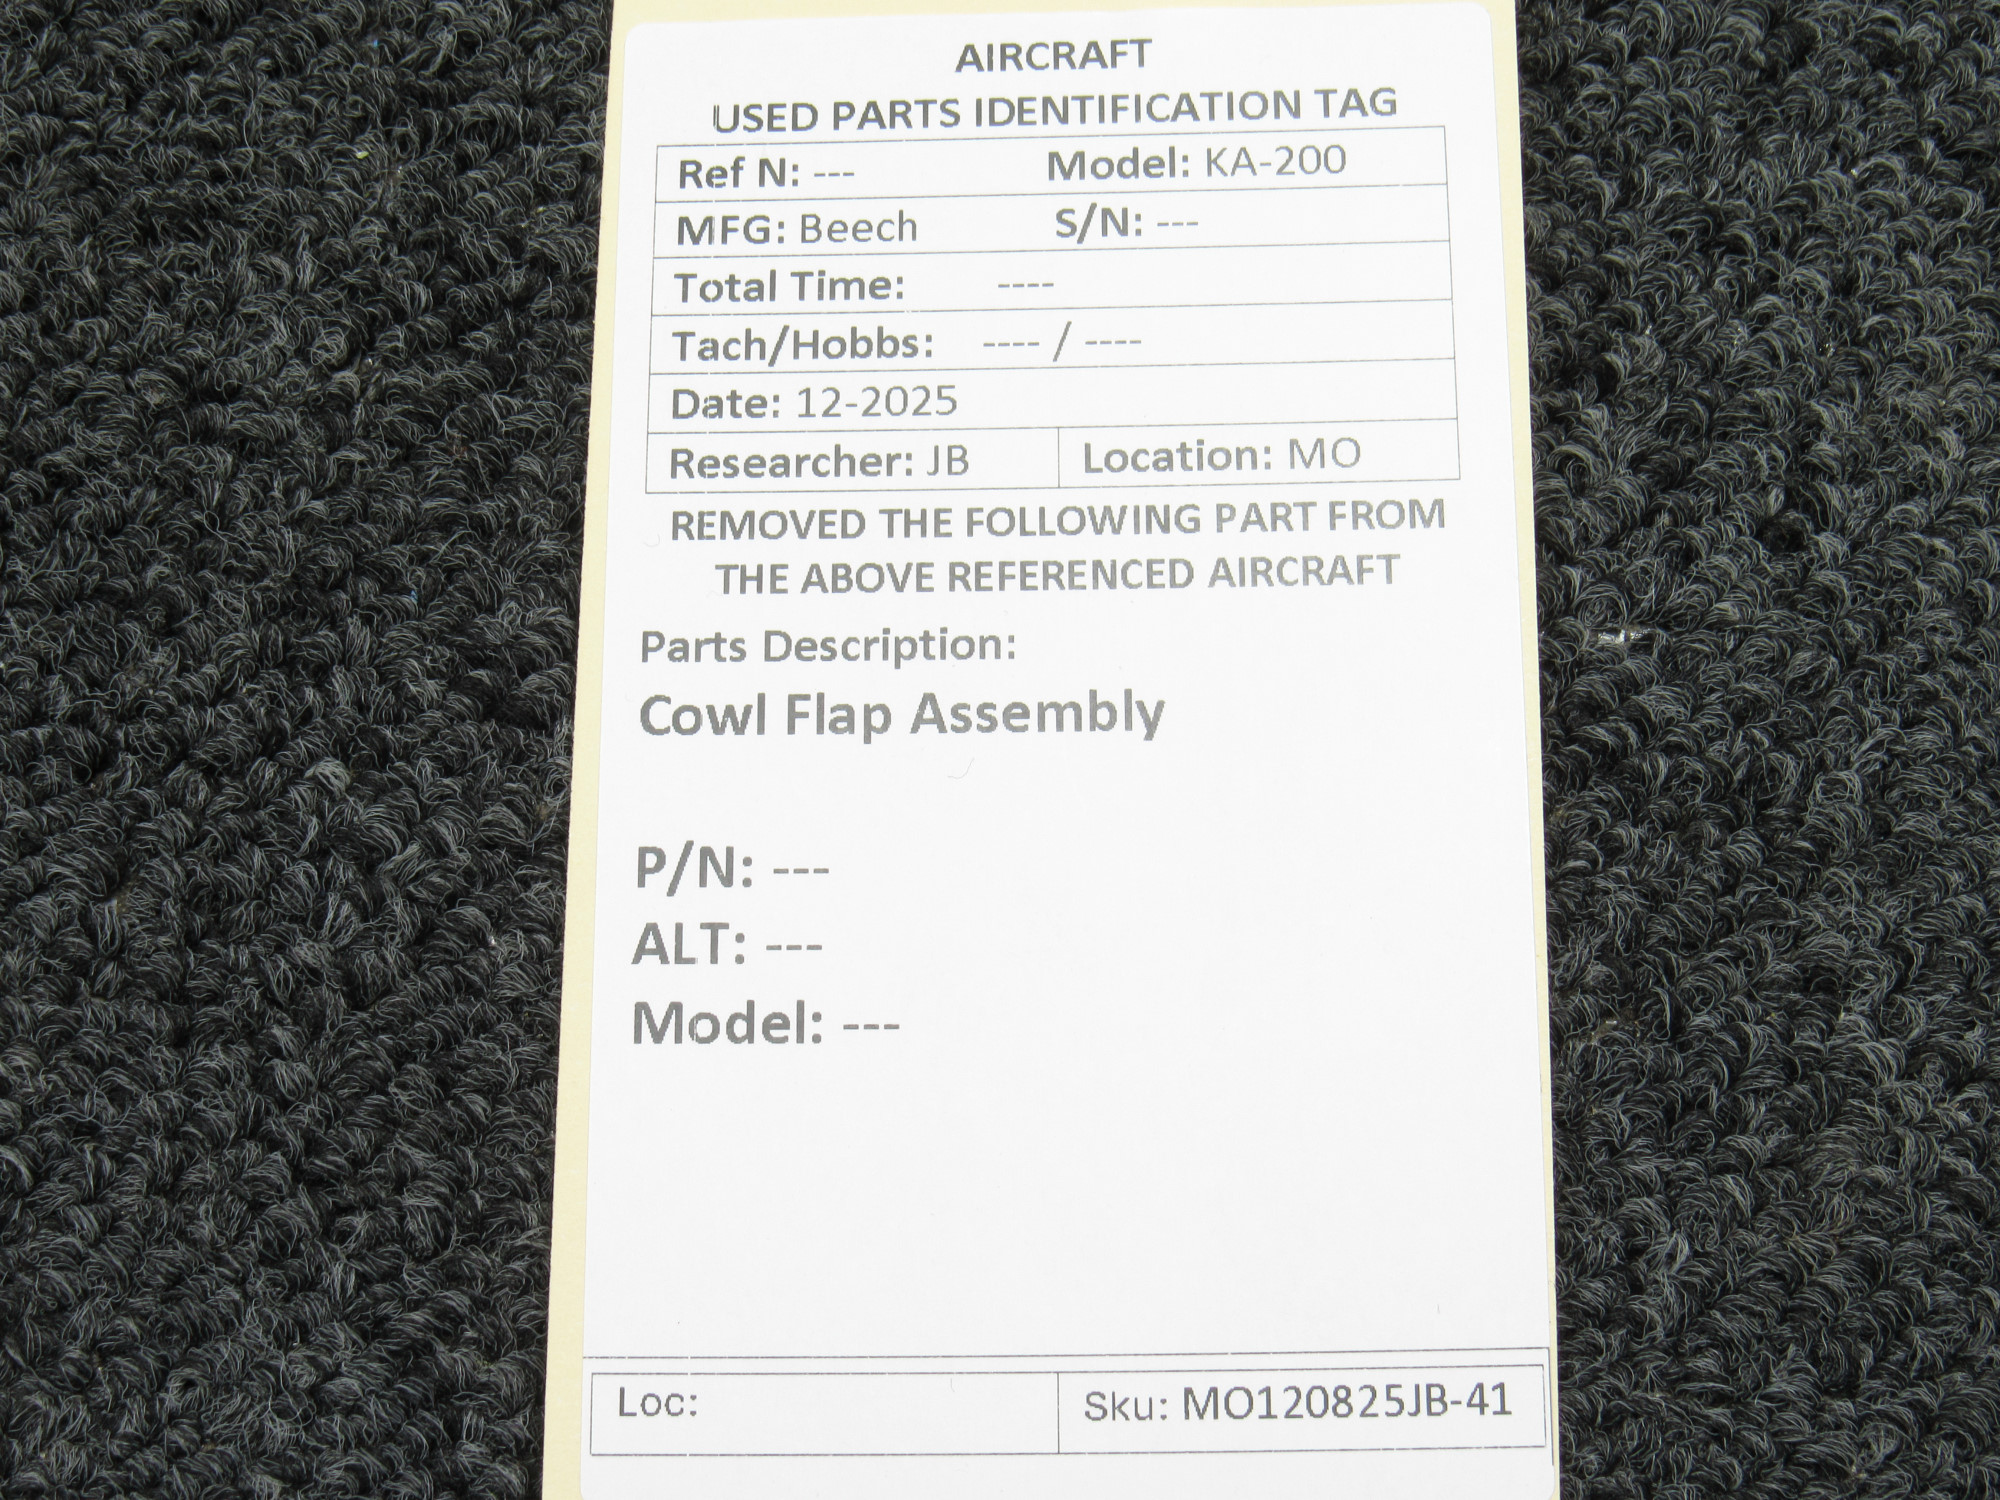 AIRCRAFT
USED PARTS IDENTIFICATION TAG
Ref N: --- Model: KA-200
MFG: Beech S/N: ---
Total Time: ----
Tach/Hobbs: ---- / ----
Date: 12-2025
Researcher: JB Location: MO
REMOVED THE FOLLOWING PART FROM
THE ABOVE REFERENCED AIRCRAFT
Parts Description:
Cowl Flap Assembly
P/N: ---
ALT: ---
Model: ---
Loc: Sku: MO120825JB-41